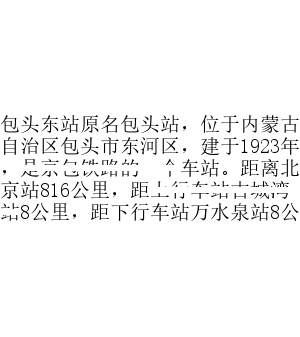 包头东站原名包头站，位于内蒙古
自治区包头市东河区，建于1923年
，是京包铁路的一个车站。距离北
京站816公里，距上行车站古城湾
站8公里，距下行车站万水泉站8公